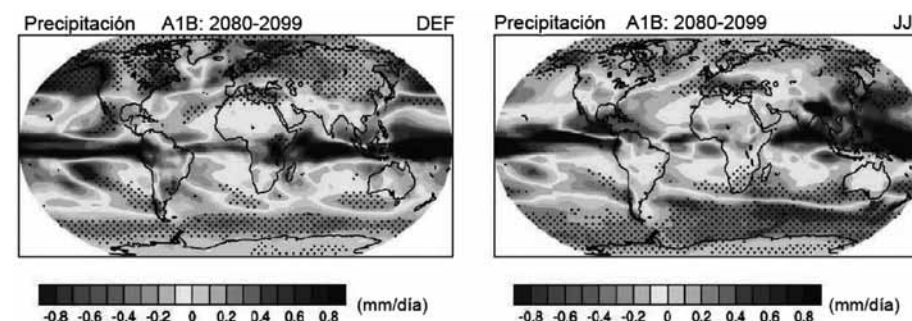 Precipitación A1B: 2080-2099 DEF
-0.8 -0.6 -0.4 -0.2 0 0.2 0.4 0.6 0.8 (mm/día)
Precipitación A1B: 2080-2099 JJ
-0.8 -0.6 -0.4 -0.2 0 0.2 0.4 0.6 0.8 (mm/día)